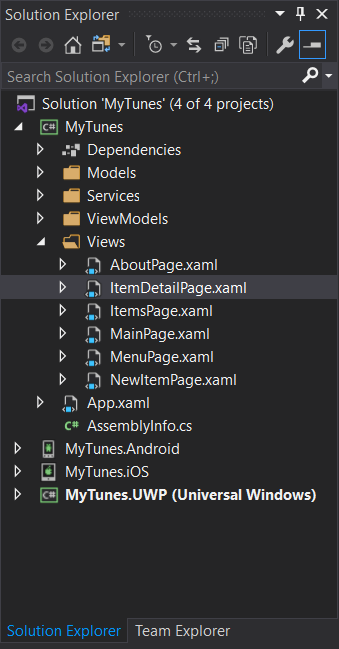 Solution Explorer
Search Solution Explorer (Ctrl+;)
Solution 'MyTunes' (4 of 4 projects)
C# MyTunes
Dependencies
Models
Services
ViewModels
Views
AboutPage.xaml
ItemDetailPage.xaml
ItemsPage.xaml
MainPage.xaml
MenuPage.xaml
NewItemPage.xaml
App.xaml
C# AssemblyInfo.cs
MyTunes.Android
MyTunes.iOS
C# MyTunes.UWP (Universal Windows)
Solution Explorer Team Explorer